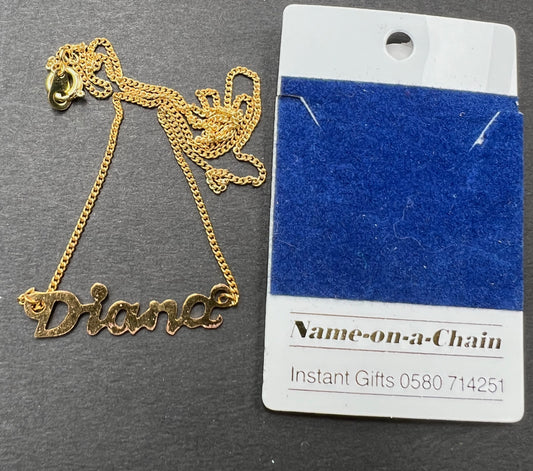 Diana
Name-on-a-Chain
Instant Gifts 0580 714251